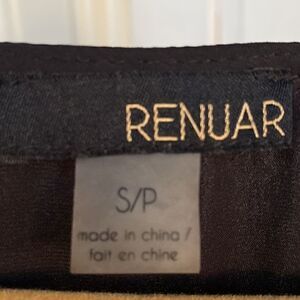 RENUAR
S/P
made in china /
fait en chine